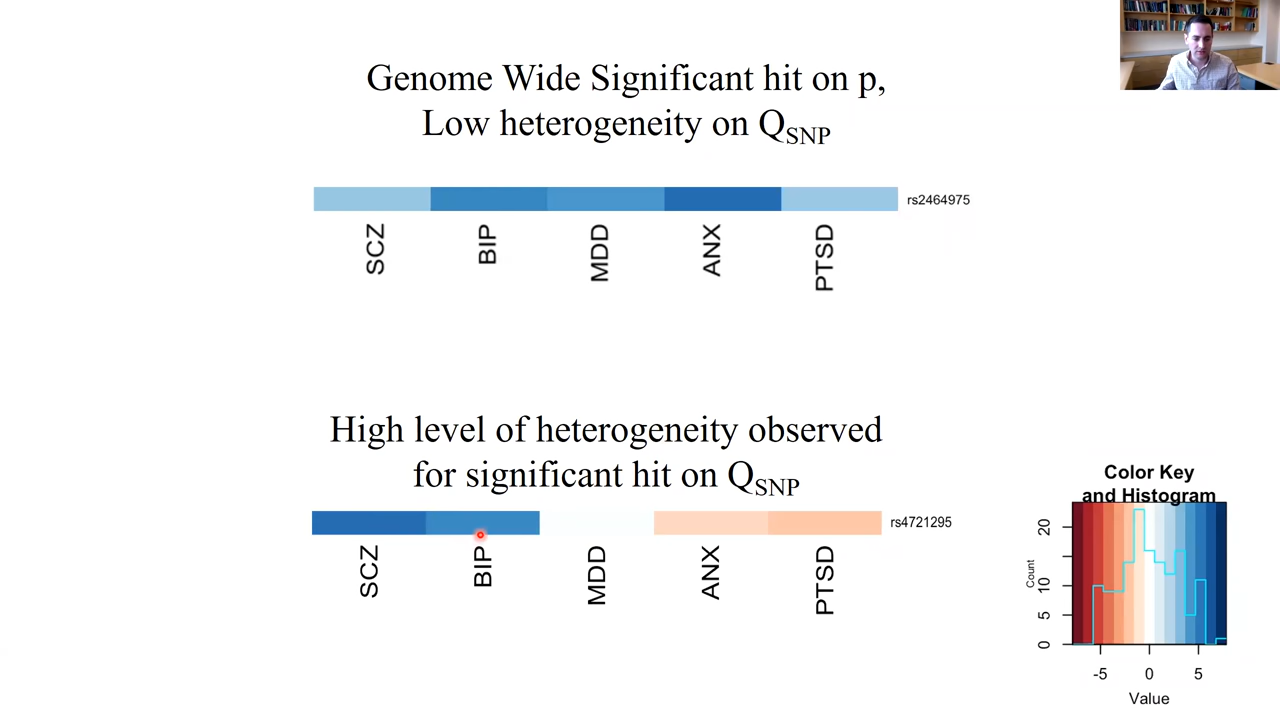 Genome Wide Significant hit on p,
Low heterogeneity on QSNP
rs2464975
SCZ
BIP
MDD
ANX
PTSD
High level of heterogeneity observed
for significant hit on QSNP
rs4721295
SCZ
BIP
MDD
ANX
PTSD
Color Key
and Histogram
Count
20
10
5
0
-5 0 5
Value